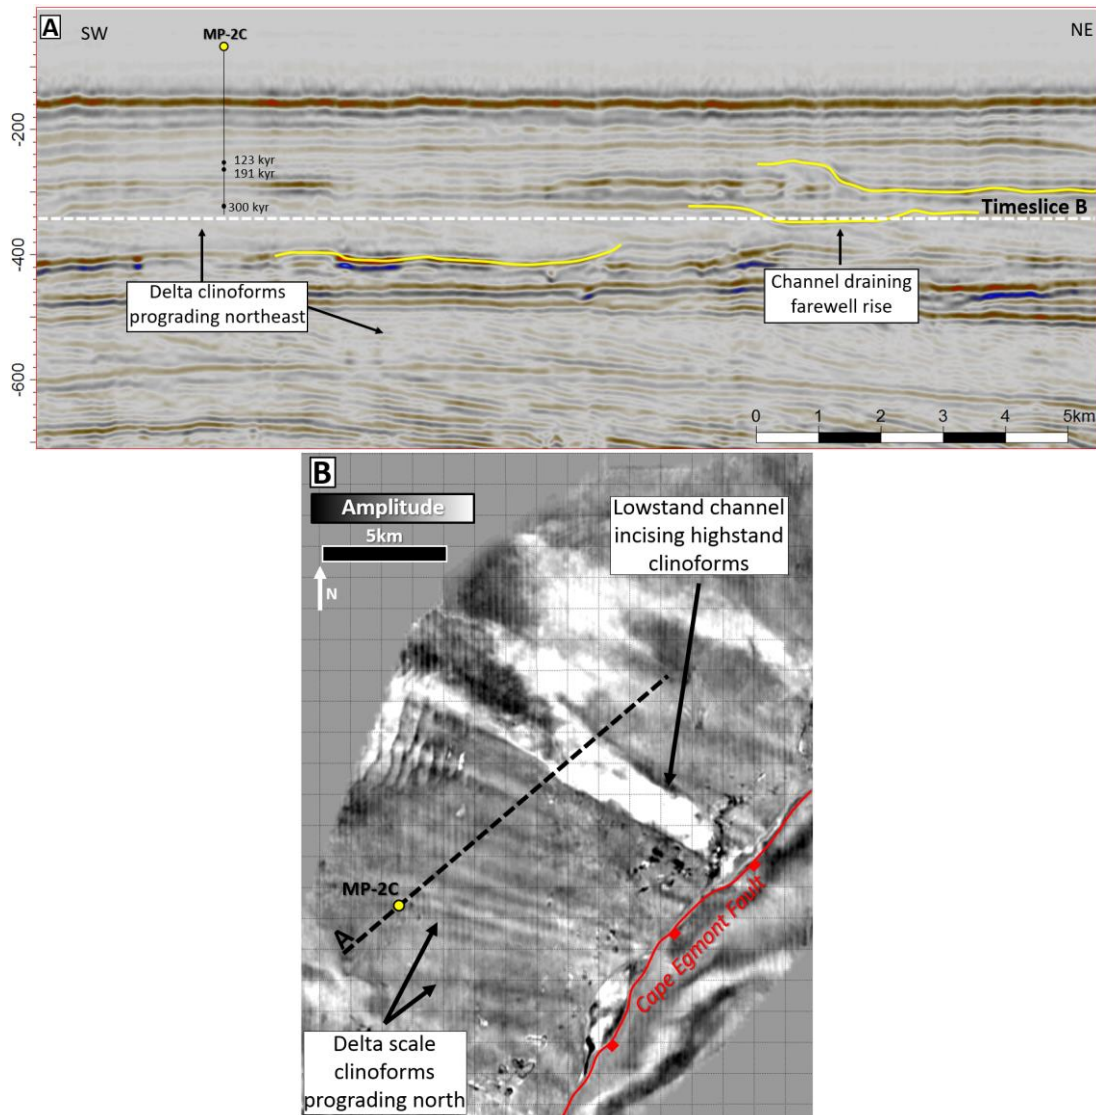 A
SW
MP-2C
NE
-200
123 kyr
191 kyr
300 kyr
Timeslice B
-400
Delta clinoforms
prograding northeast
Channel draining
farewell rise
-600
0 1 2 3 4 5km
B
Amplitude
5km
N
Lowstand channel
incising highstand
clinoforms
MP-2C
A
Cape Egmont Fault
Delta scale
clinoforms
prograding north